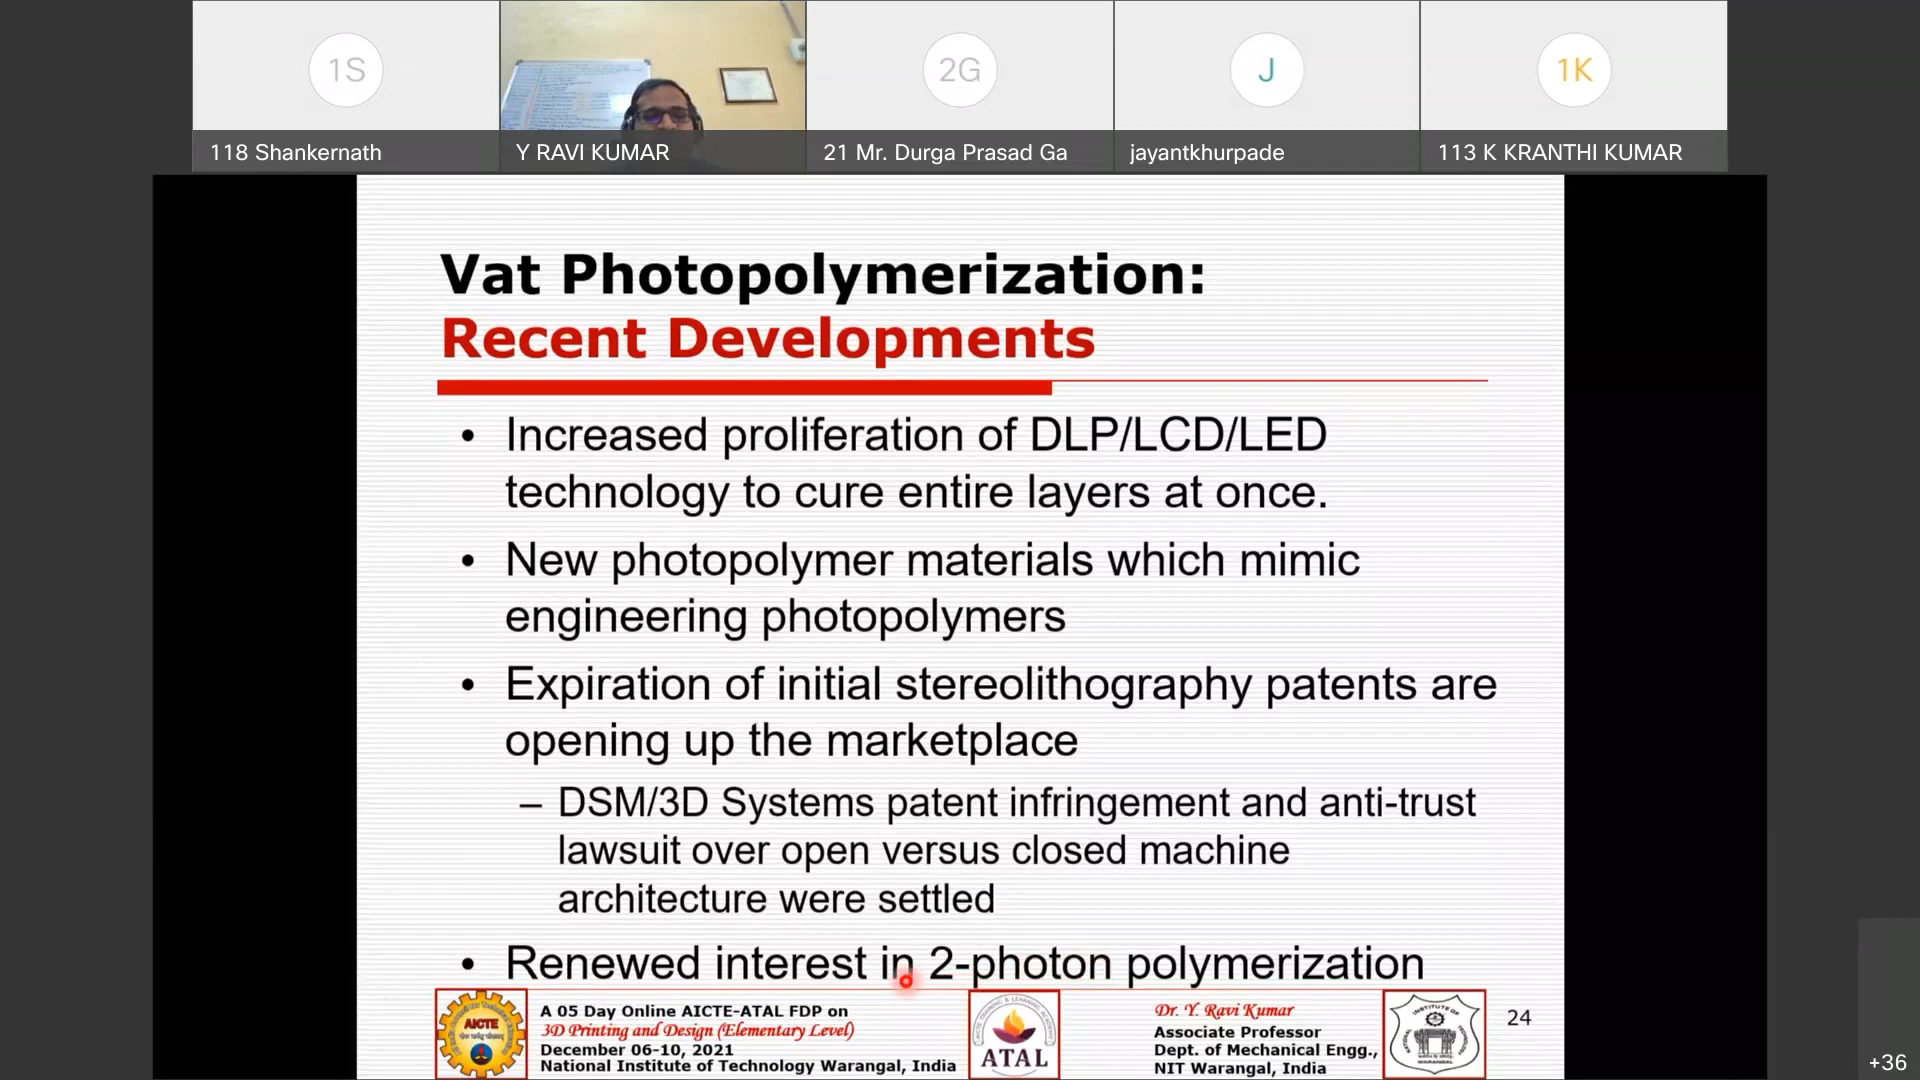 1S
2G
J
1K
118 Shankernath
Y RAVI KUMAR
21 Mr. Durga Prasad Ga
jayantkhurpade
113 K KRANTHI KUMAR
Vat Photopolymerization:
Recent Developments
• Increased proliferation of DLP/LCD/LED
technology to cure entire layers at once.
• New photopolymer materials which mimic
engineering photopolymers
• Expiration of initial stereolithography patents are
opening up the marketplace
– DSM/3D Systems patent infringement and anti-trust
lawsuit over open versus closed machine
architecture were settled
• Renewed interest in 2-photon polymerization
AICTE
A 05 Day Online AICTE-ATAL FDP on
3D Printing and Design (Elementary Level)
December 06-10, 2021
National Institute of Technology Warangal, India
ATAL
Dr. Y. Ravi Kumar
Associate Professor
Dept. of Mechanical Engg.,
NIT Warangal, India
24
+36